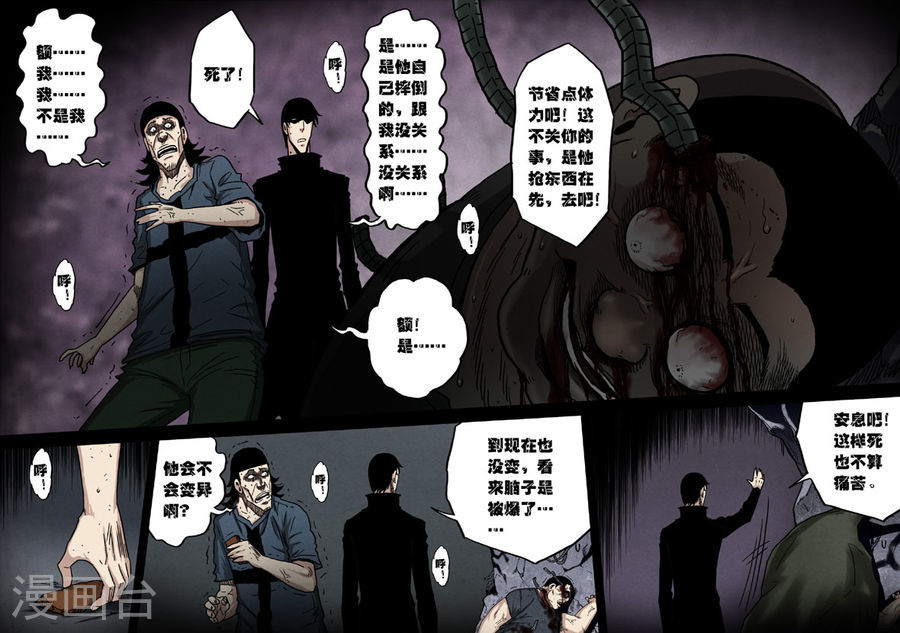 额……
我……
我……
不是我
……
死了！
呼！
是……
是他自
己摔倒
的，跟
我没关
系……
没关系
啊……
节省点体
力吧！这
不关你的
事，是他
抢东西在
先，去吧！
呼！
呼！
额！
是……
呼！
他会不
会变异
啊？
呼！
到现在也
没变，看
来脑子是
被爆了…
……
呼！
安息吧！
这样死
也不算
痛苦。
漫画台